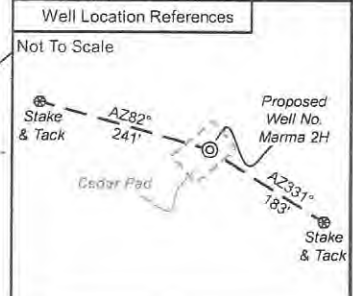 Well Location References
Not To Scale
Stake
& Tack
AZ82°
241'
Proposed
Well No.
Marma 2H
Cedar Pad
AZ331°
183'
Stake
& Tack